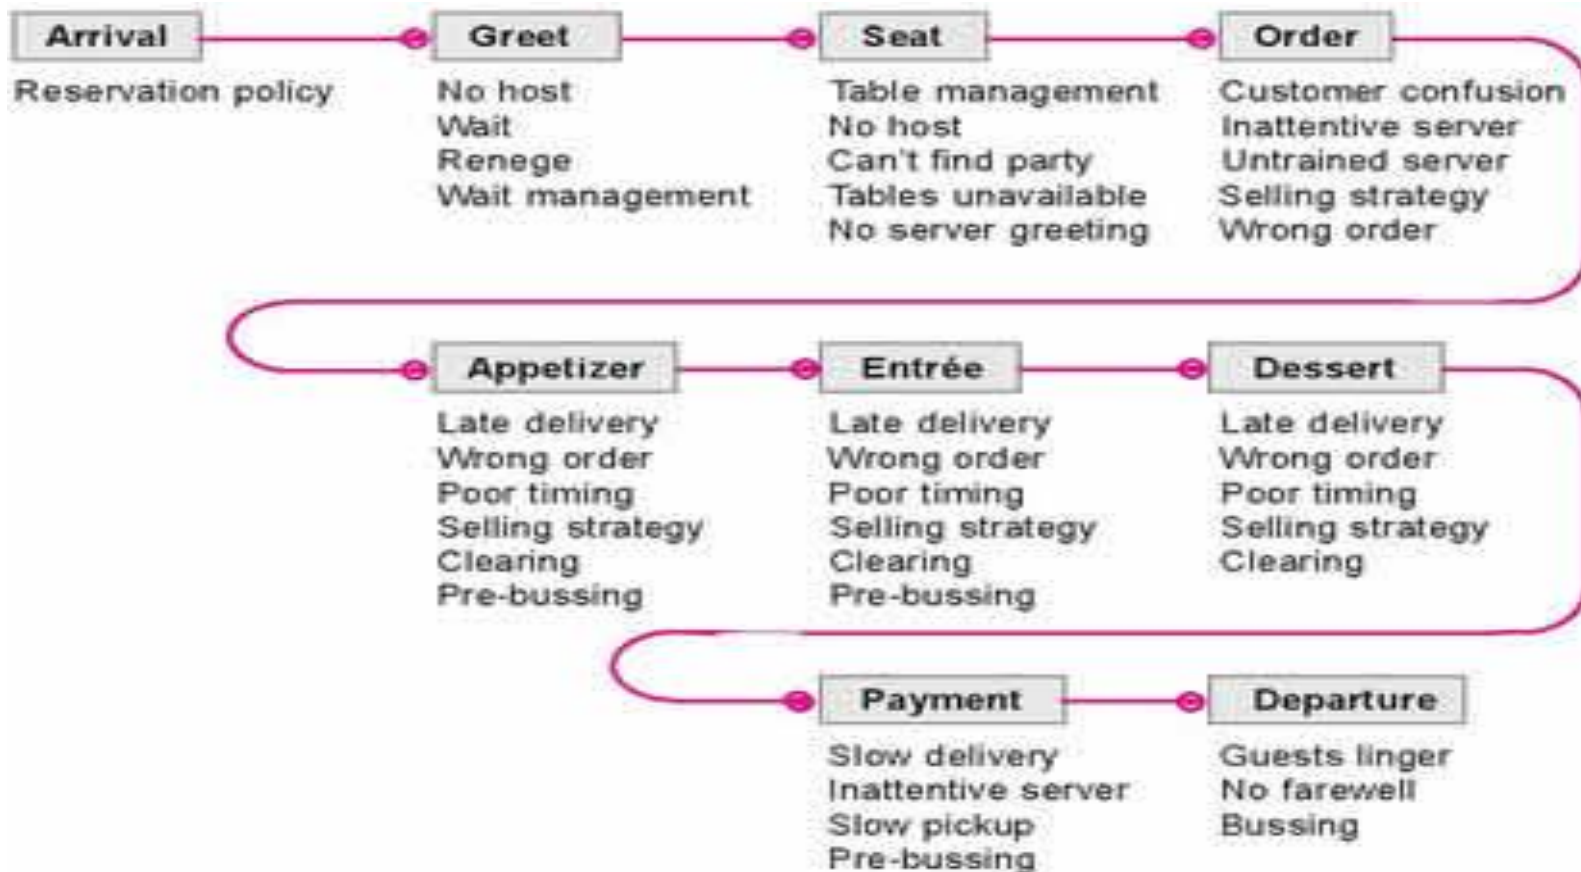 Arrival
Reservation policy
Greet
No host
Wait
Renege
Wait management
Seat
Table management
No host
Can't find party
Tables unavailable
No server greeting
Order
Customer confusion
Inattentive server
Untrained server
Selling strategy
Wrong order
Appetizer
Late delivery
Wrong order
Poor timing
Selling strategy
Clearing
Pre-bussing
Entrée
Late delivery
Wrong order
Poor timing
Selling strategy
Clearing
Pre-bussing
Dessert
Late delivery
Wrong order
Poor timing
Selling strategy
Clearing
Payment
Slow delivery
Inattentive server
Slow pickup
Pre-bussing
Departure
Guests linger
No farewell
Bussing